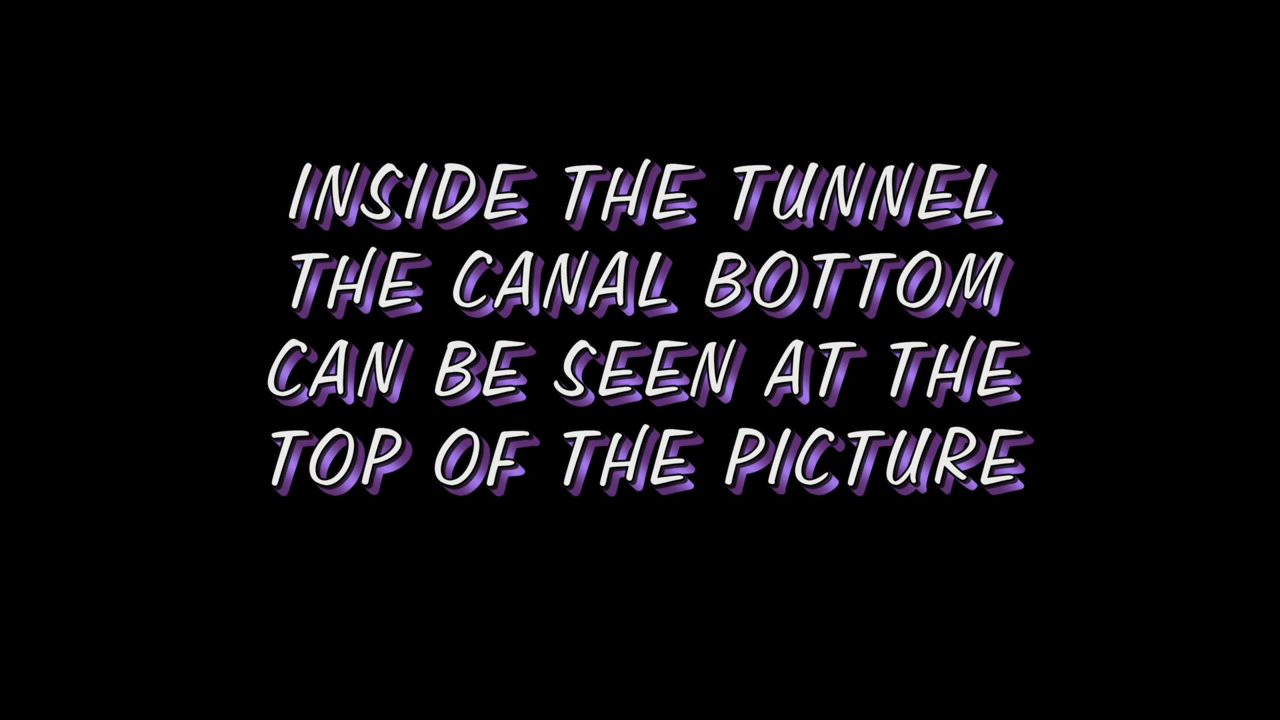 INSIDE THE TUNNEL
THE CANAL BOTTOM
CAN BE SEEN AT THE
TOP OF THE PICTURE